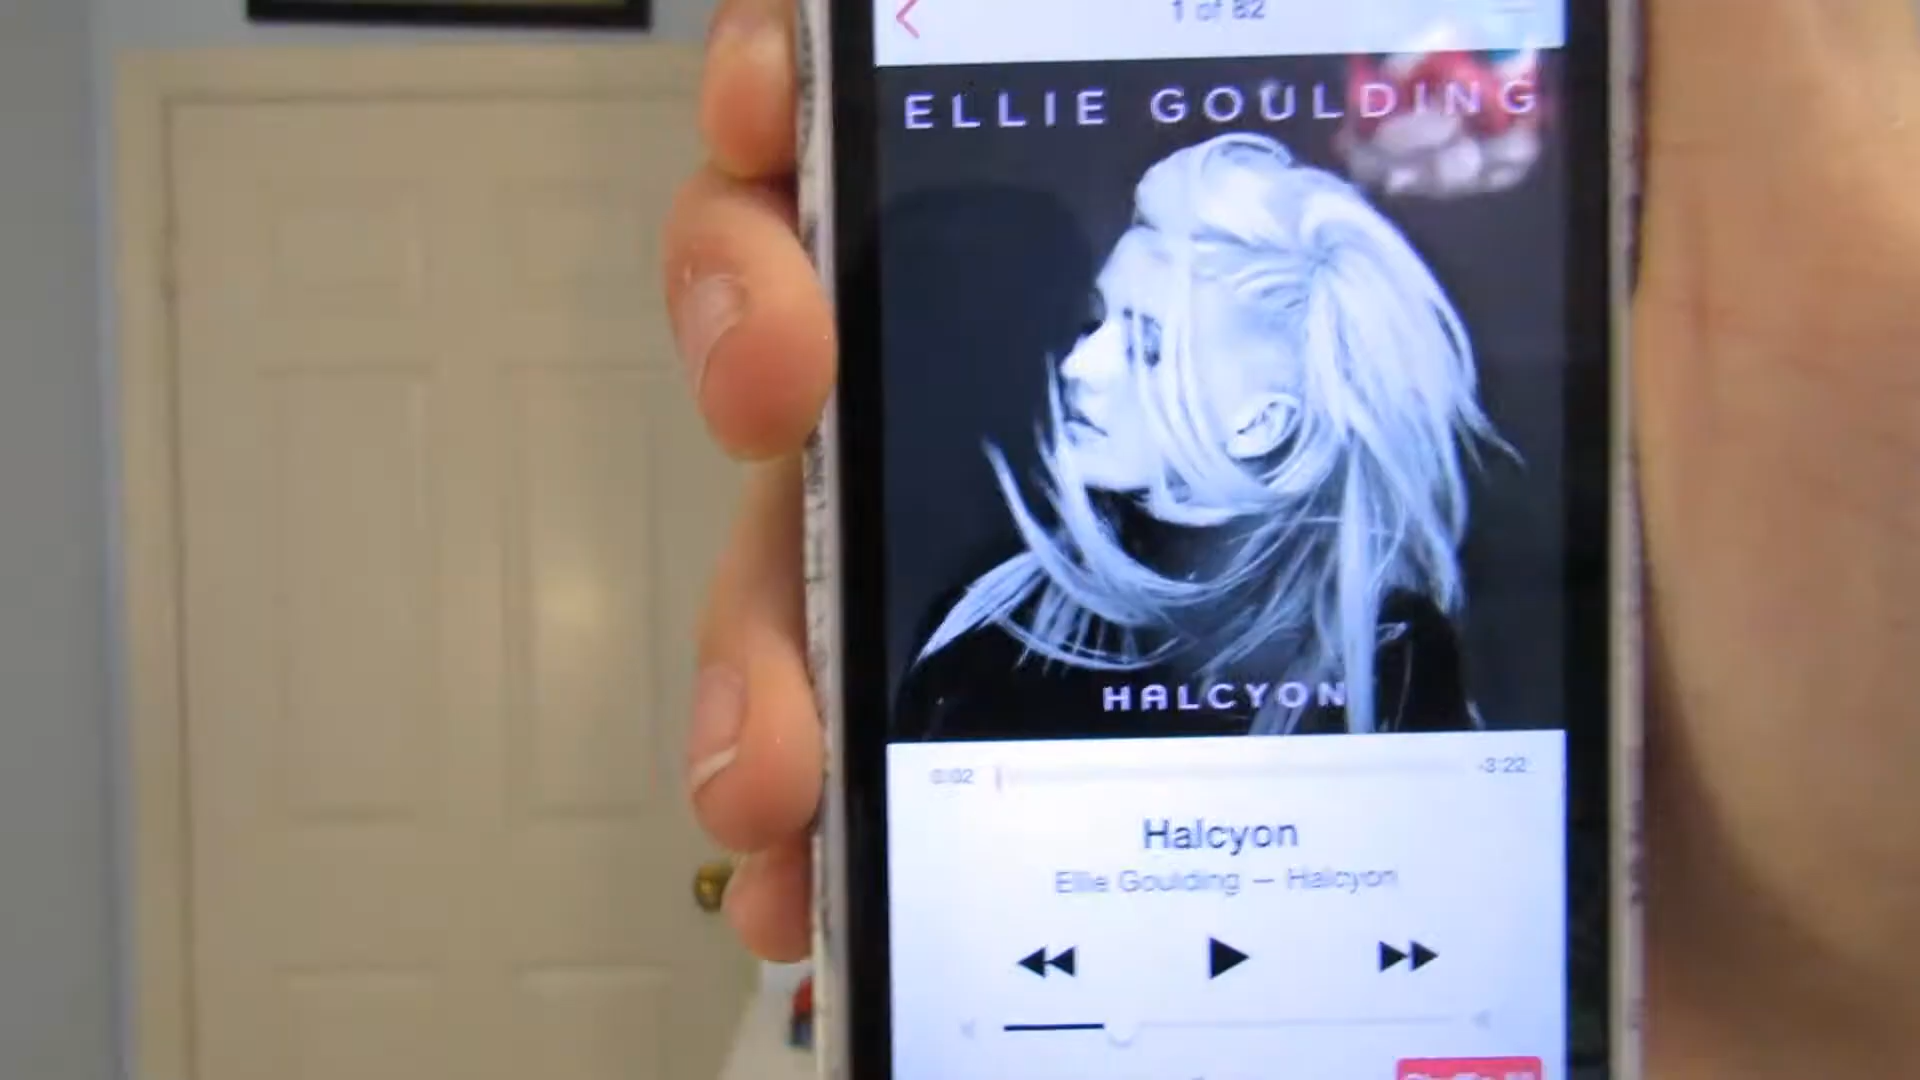 1 of 82
ELLIE GOULDING
HALCYON
0:02
-3:22
Halcyon
Ellie Goulding — Halcyon